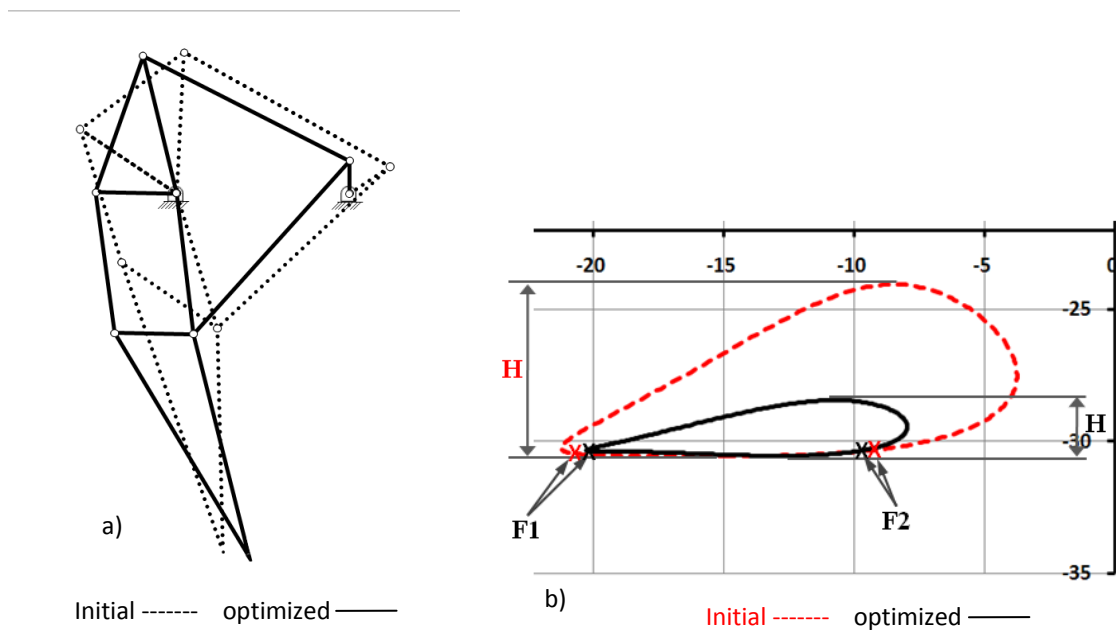 -20
-15
-10
-5
0
-25
H
H
-30
F1
F2
a)
-35
Initial ------- optimized ———
b)
Initial ------- optimized ———